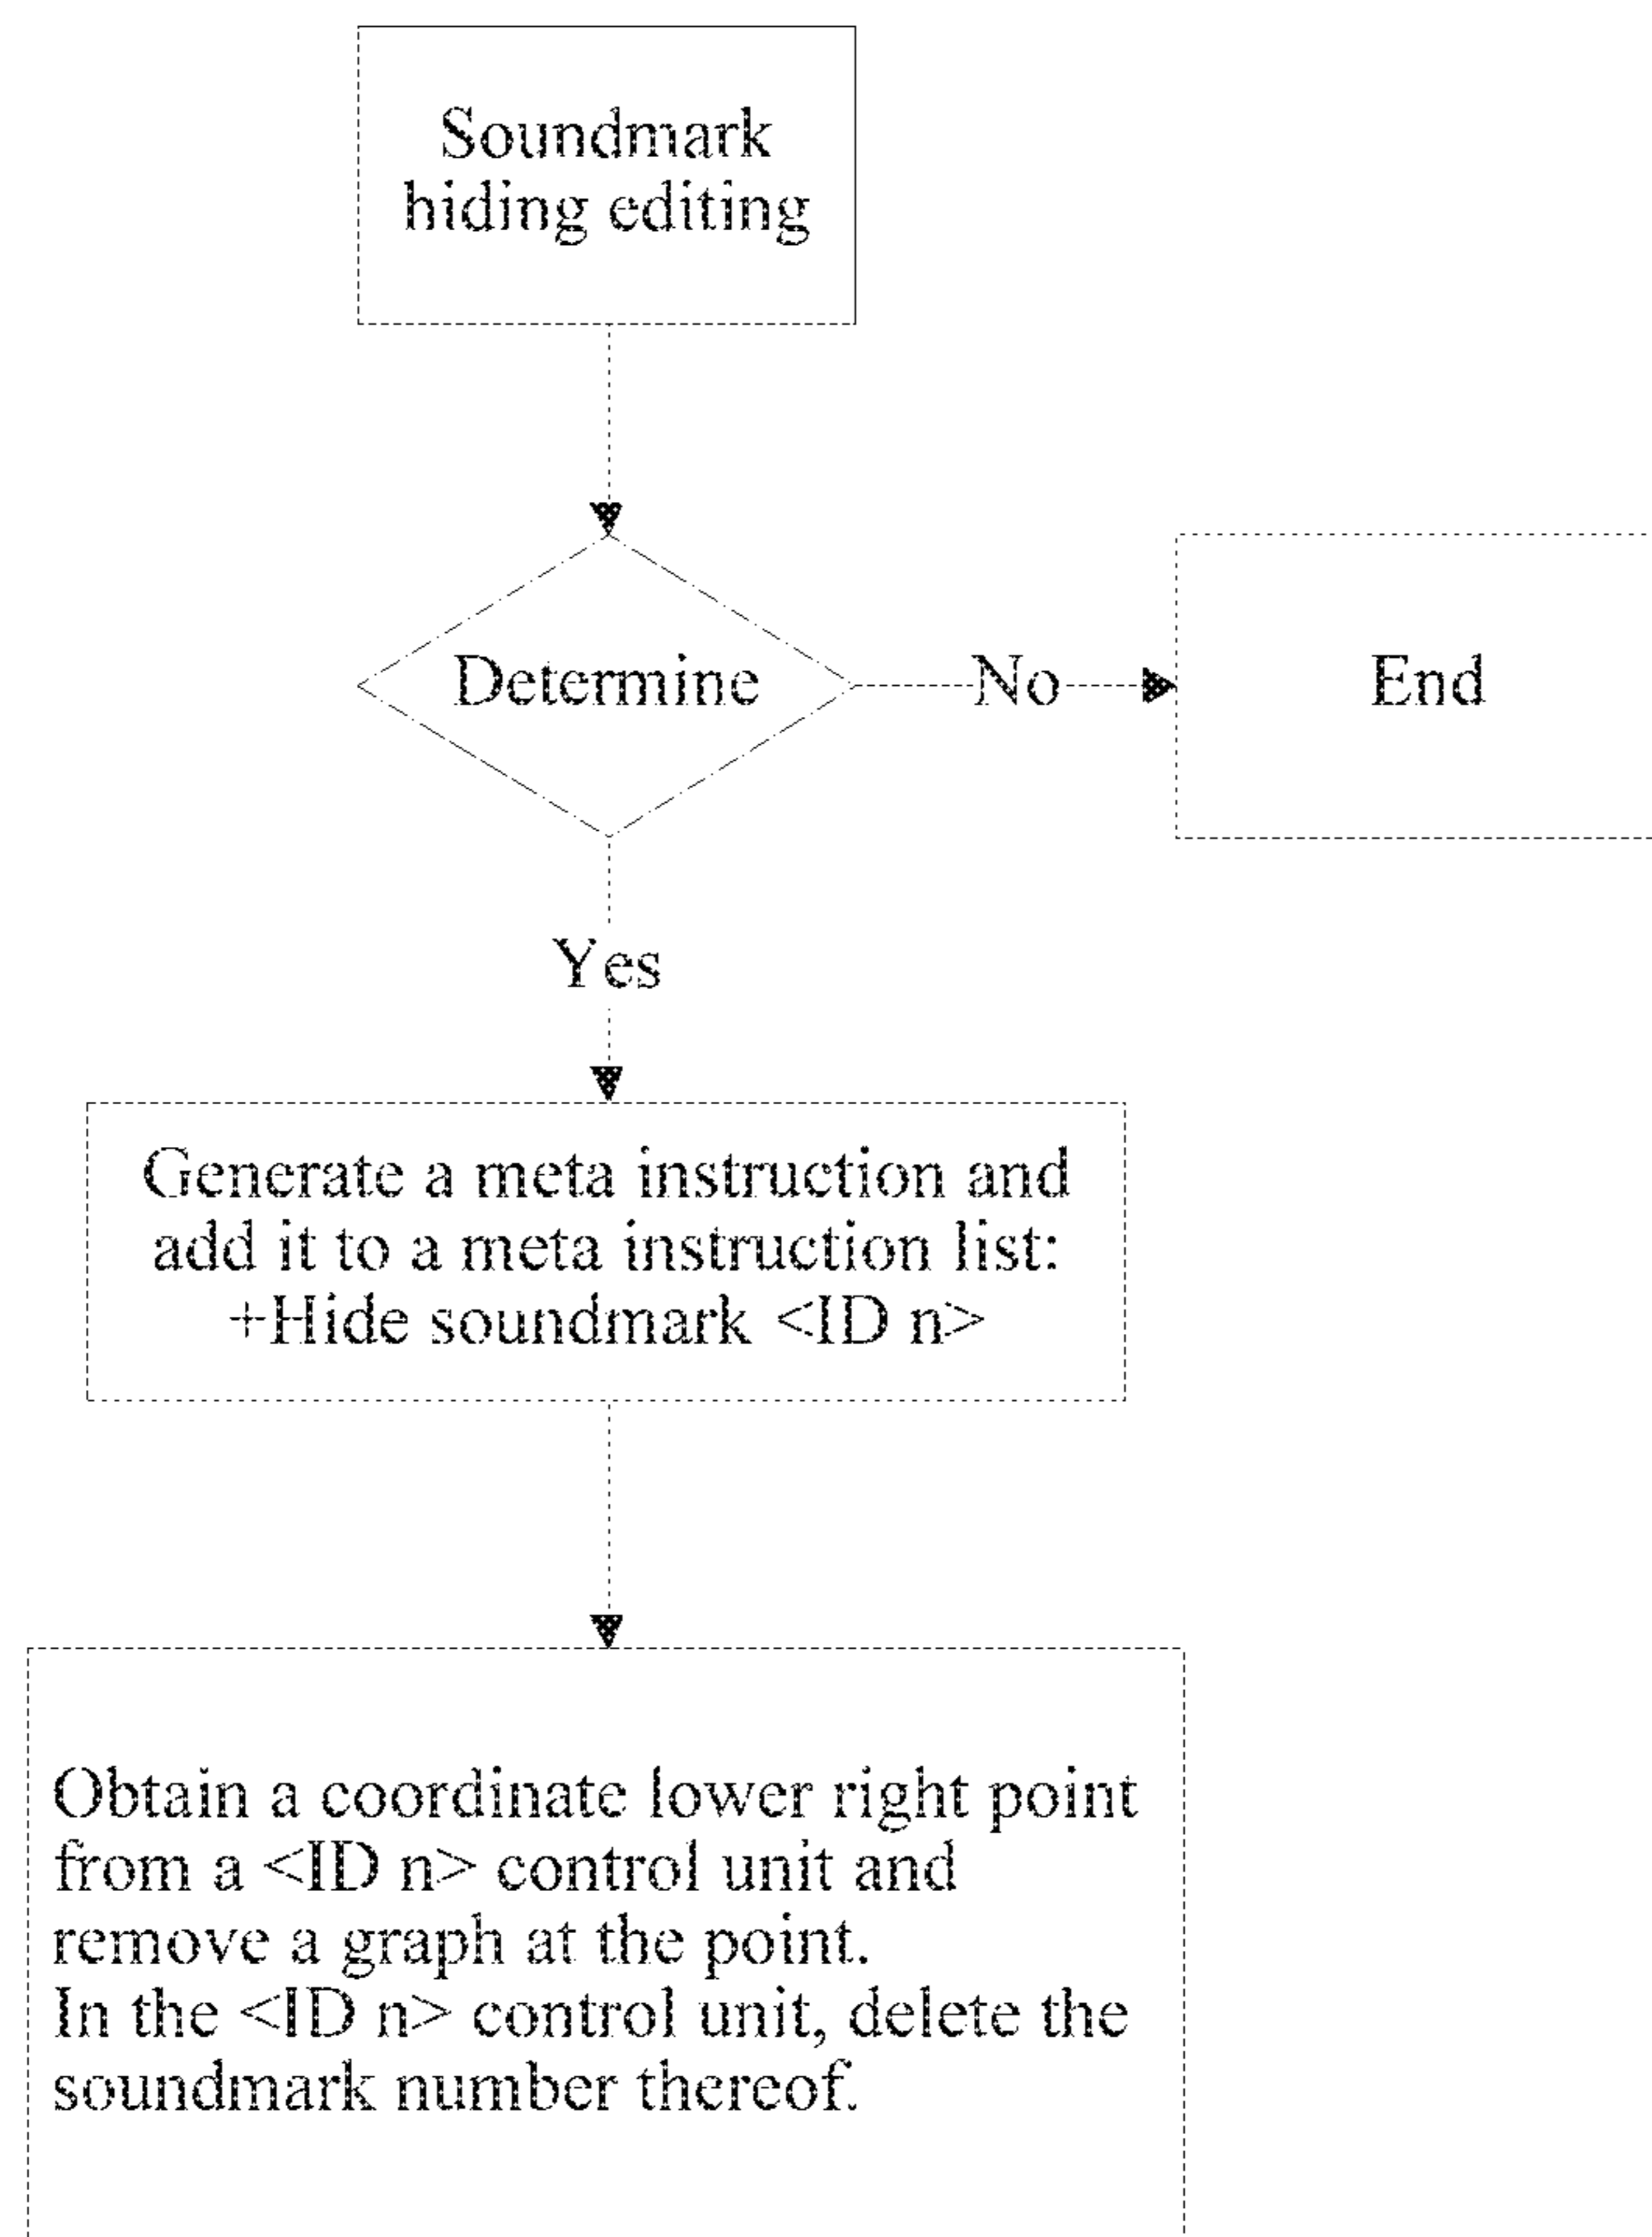 Soundmark
hiding editing
Determine
No
End
Yes
Generate a meta instruction and
add it to a meta instruction list:
+Hide soundmark <ID n>
Obtain a coordinate lower right point
from a <ID n> control unit and
remove a graph at the point.
In the <ID n> control unit, delete the
soundmark number thereof.